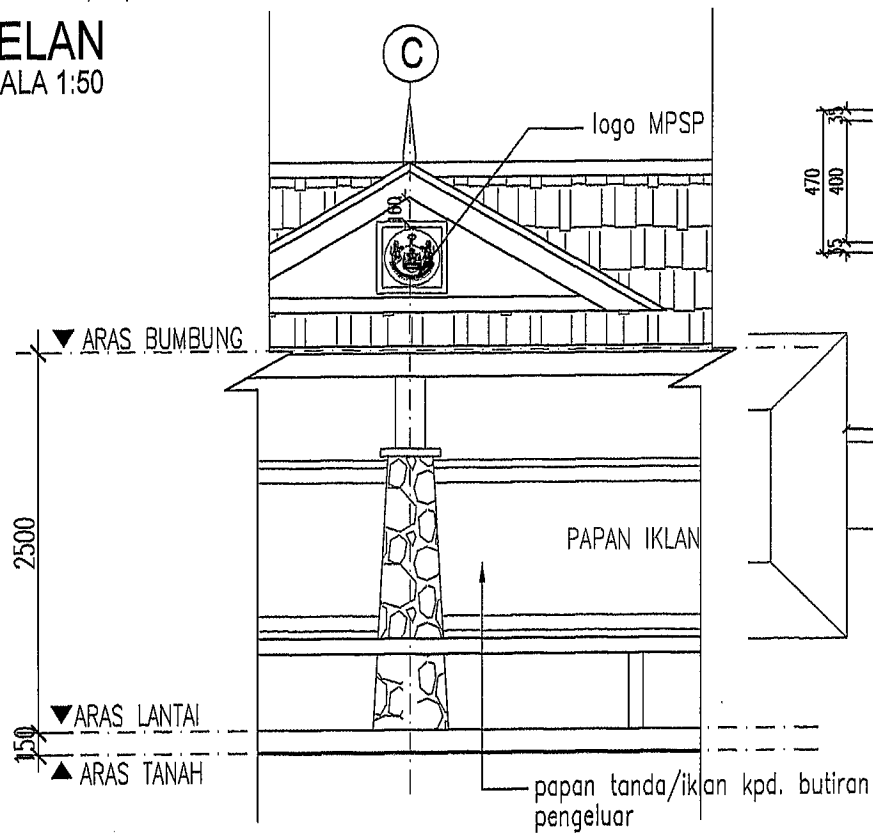 ELAN
ALA 1:50
C
logo MPSP
35
470
400
35
160
ARAS BUMBUNG
2500
PAPAN IKLAN
ARAS LANTAI
150
ARAS TANAH
papan tanda/iklan kpd. butiran
pengeluar